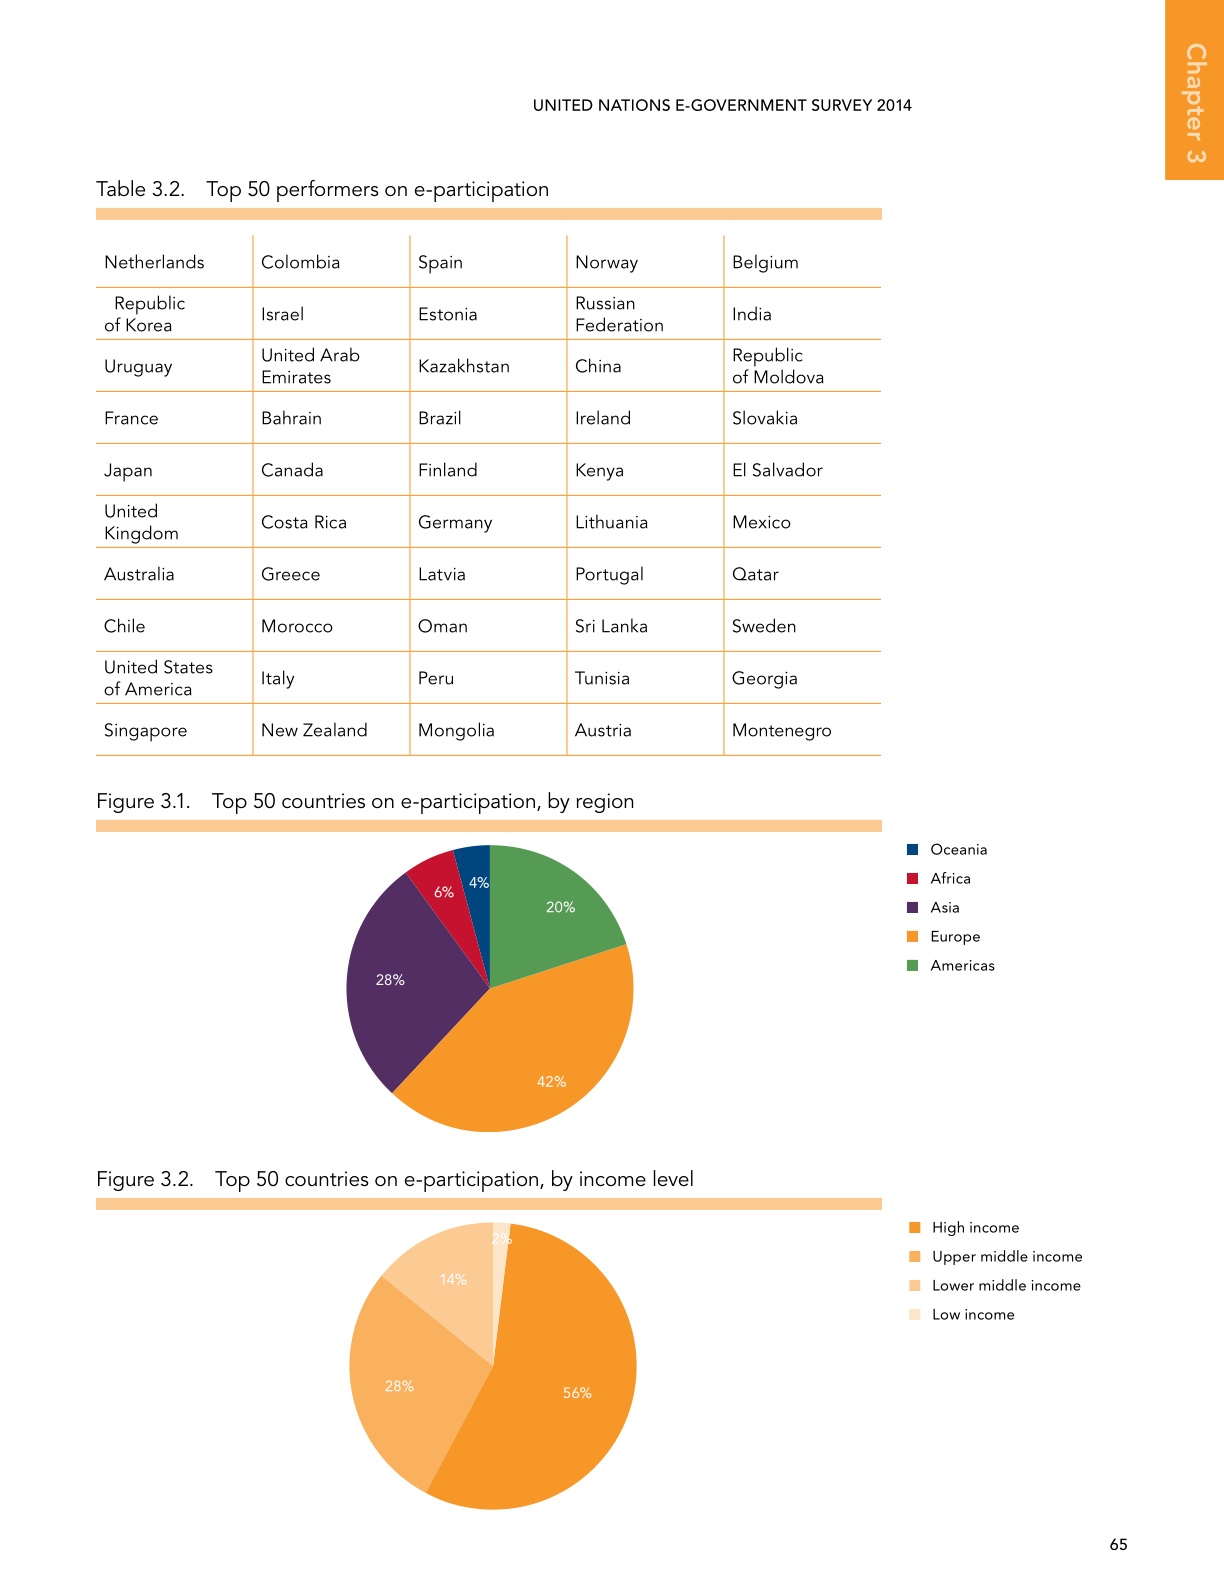 Chapter 3
UNITED NATIONS E-GOVERNMENT SURVEY 2014
Table 3.2. Top 50 performers on e-participation
Netherlands Colombia Spain Norway Belgium
Republic of Korea Israel Estonia Russian Federation India
Uruguay United Arab Emirates Kazakhstan China Republic of Moldova
France Bahrain Brazil Ireland Slovakia
Japan Canada Finland Kenya El Salvador
United Kingdom Costa Rica Germany Lithuania Mexico
Australia Greece Latvia Portugal Qatar
Chile Morocco Oman Sri Lanka Sweden
United States of America Italy Peru Tunisia Georgia
Singapore New Zealand Mongolia Austria Montenegro
Figure 3.1. Top 50 countries on e-participation, by region
4%
6%
20%
28%
42%
Oceania
Africa
Asia
Europe
Americas
Figure 3.2. Top 50 countries on e-participation, by income level
2%
14%
28%
56%
High income
Upper middle income
Lower middle income
Low income
65